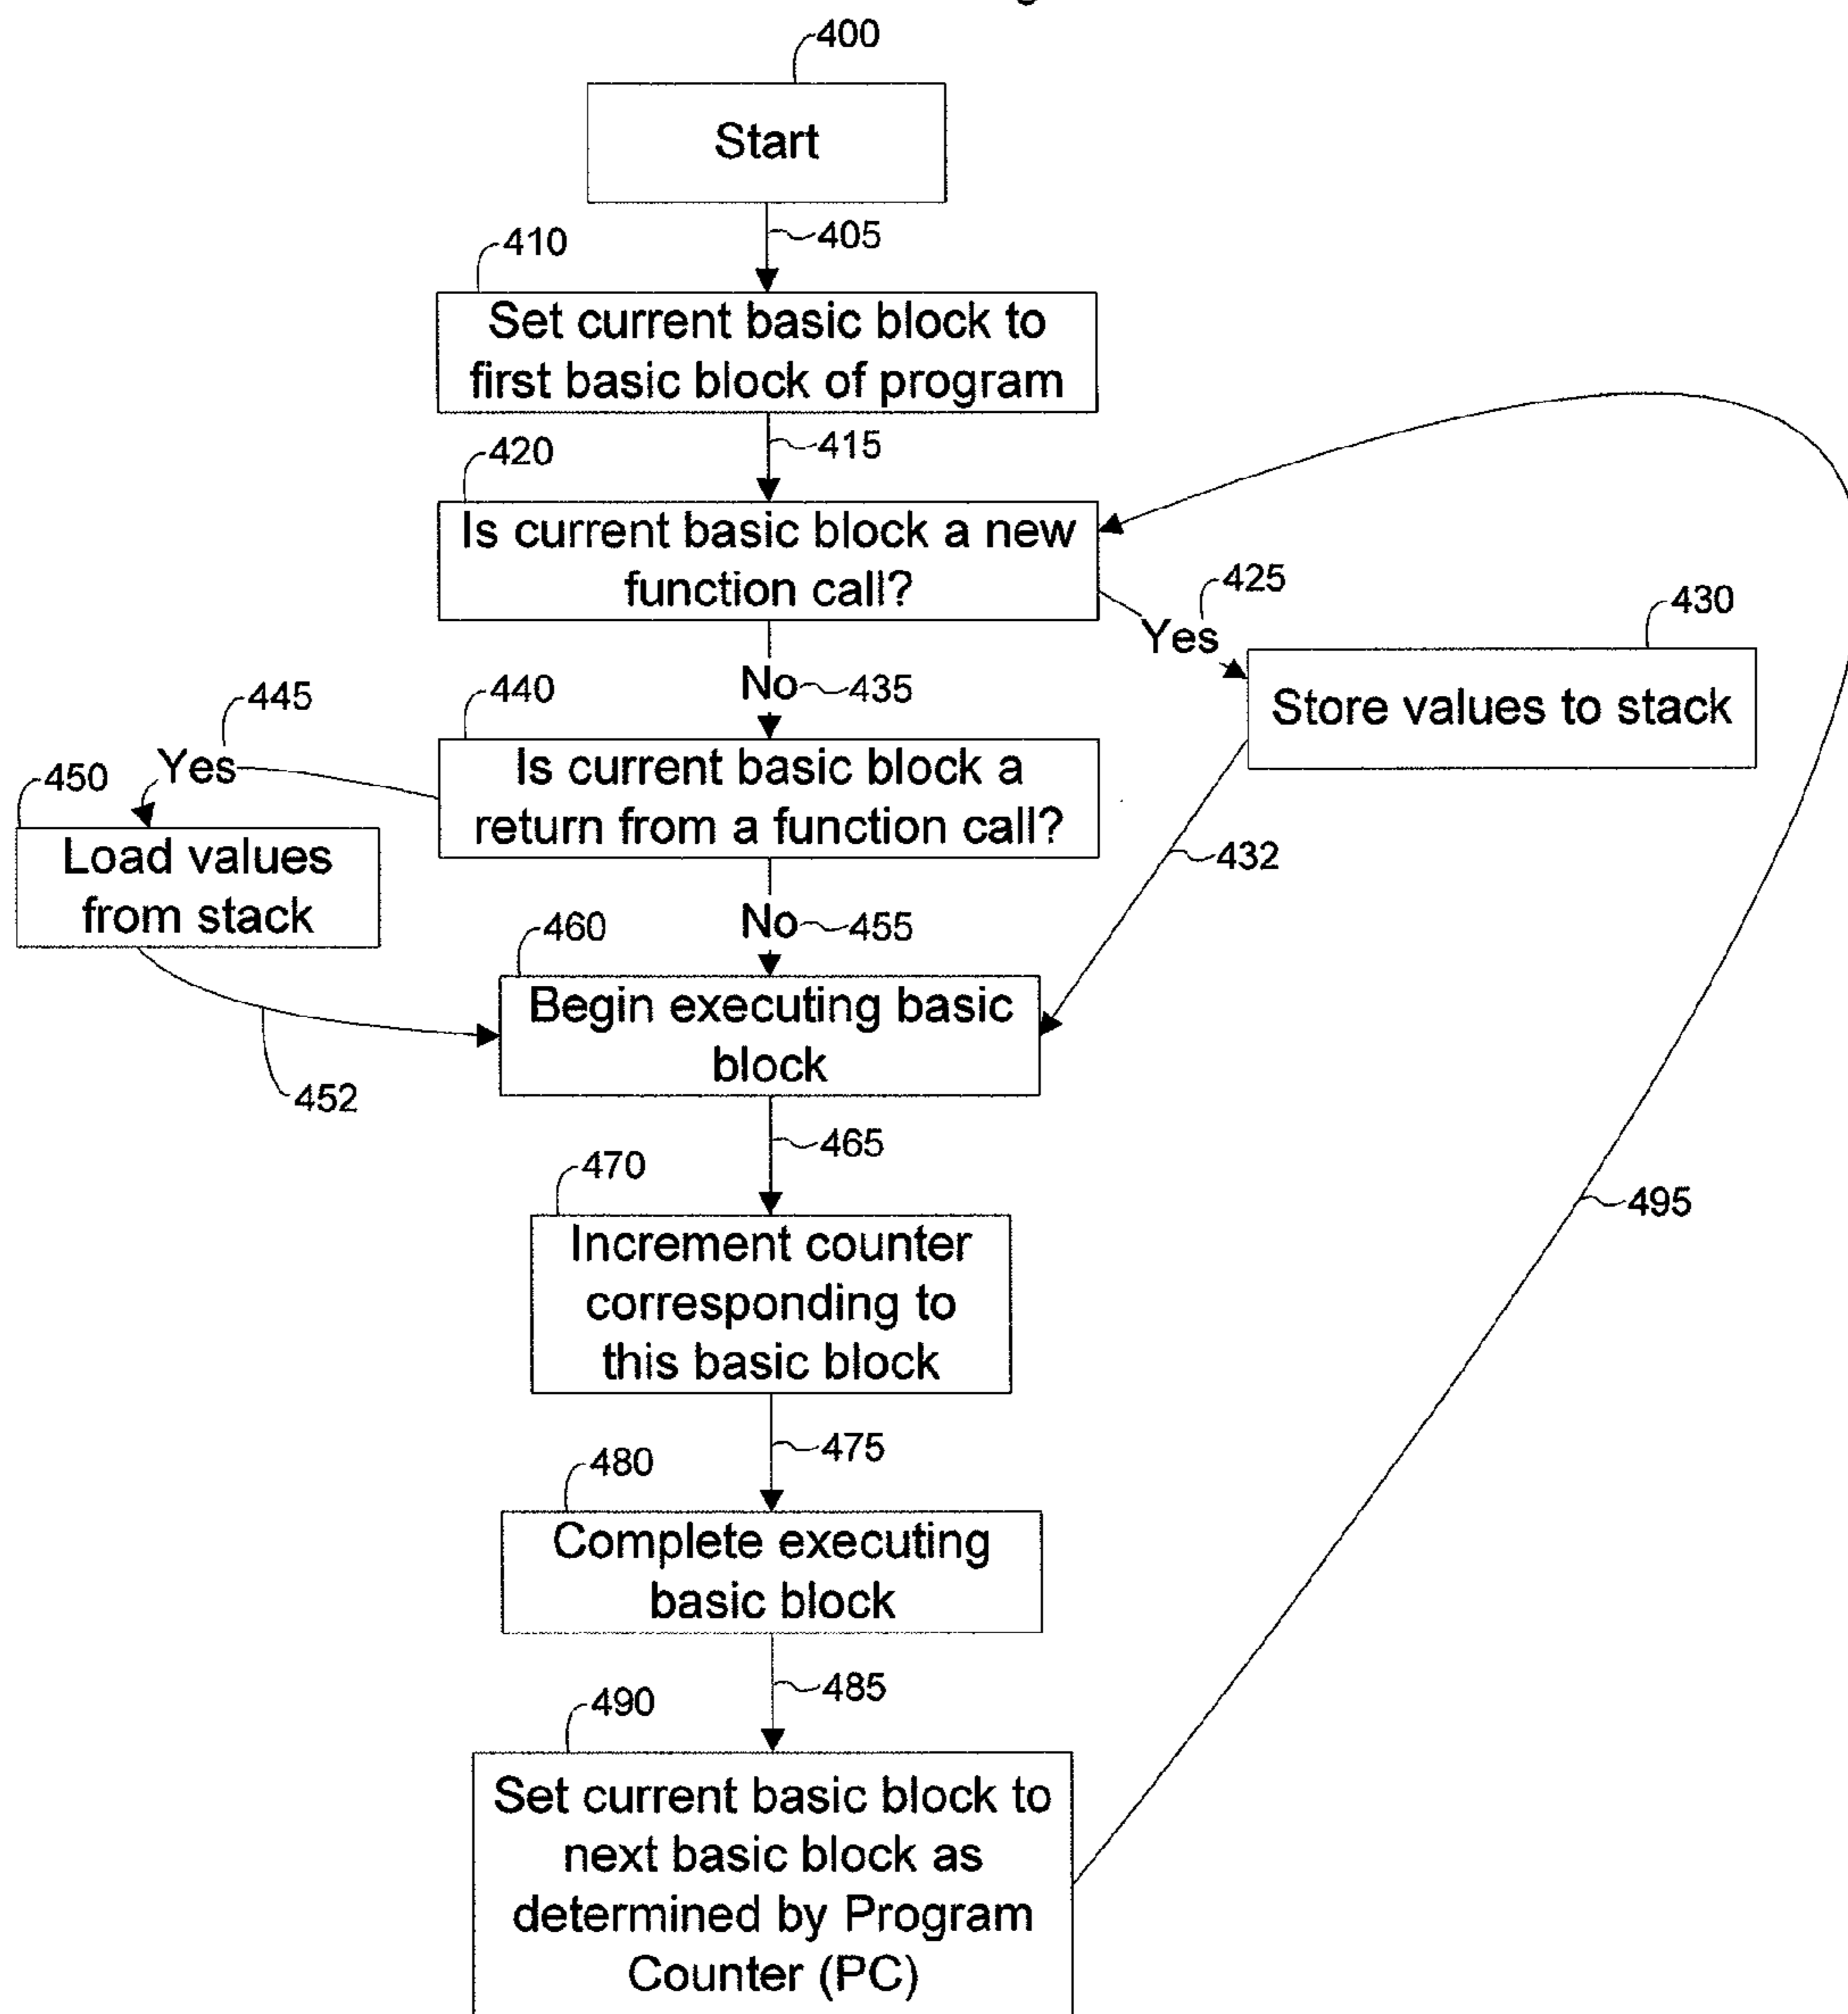 400
Start
405
410
Set current basic block to
first basic block of program
415
420
Is current basic block a new
function call?
425
Yes
430
Store values to stack
No
435
440
445
Yes
Is current basic block a
return from a function call?
450
Load values
from stack
432
No
455
460
Begin executing basic
block
452
465
470
Increment counter
corresponding to
this basic block
495
475
480
Complete executing
basic block
485
490
Set current basic block to
next basic block as
determined by Program
Counter (PC)